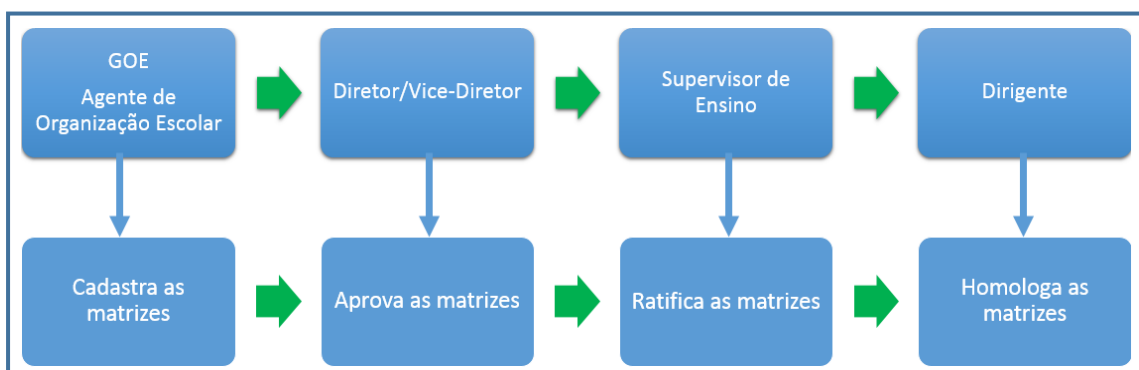 GOE
Agente de
Organização Escolar
Diretor/Vice-Diretor
Supervisor de
Ensino
Dirigente
Cadastra as
matrizes
Aprova as matrizes
Ratifica as matrizes
Homologa as
matrizes